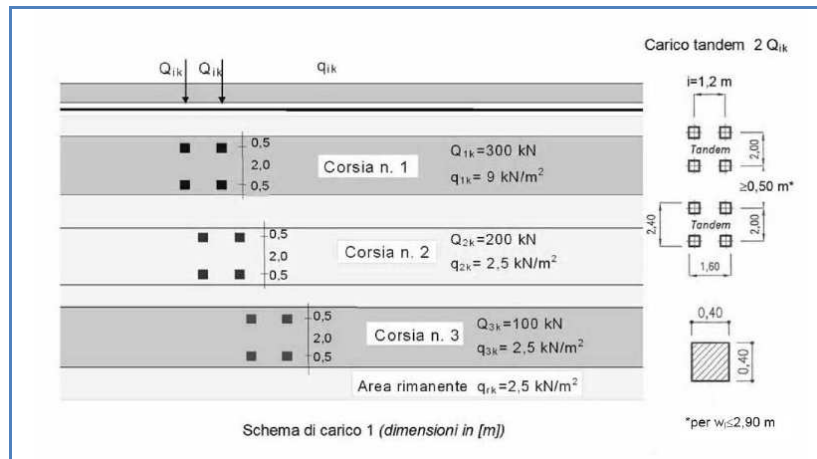 Carico tandem 2 Qik
Qik Qik qik
i=1,2 m
0,5
2,0
0,5
Corsia n. 1
Q1k=300 kN
q1k= 9 kN/m²
Tandem
2,00
≥0,50 m*
0,5
2,0
0,5
Corsia n. 2
Q2k=200 kN
q2k= 2,5 kN/m²
2,40
Tandem
2,00
1,60
0,5
2,0
0,5
Corsia n. 3
Q3k=100 kN
q3k= 2,5 kN/m²
0,40
0,40
Area rimanente qrk=2,5 kN/m²
*per wi≤2,90 m
Schema di carico 1 (dimensioni in [m])